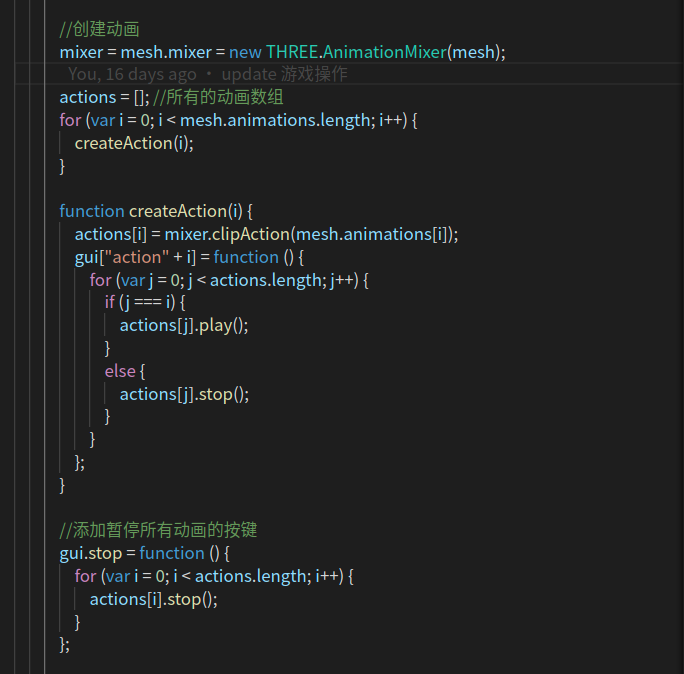 //创建动画
mixer = mesh.mixer = new THREE.AnimationMixer(mesh);
You, 16 days ago • update 游戏操作
actions = []; //所有的动画数组
for (var i = 0; i < mesh.animations.length; i++) {
createAction(i);
}
function createAction(i) {
actions[i] = mixer.clipAction(mesh.animations[i]);
gui["action" + i] = function () {
for (var j = 0; j < actions.length; j++) {
if (j === i) {
actions[j].play();
}
else {
actions[j].stop();
}
}
};
}
//添加暂停所有动画的按键
gui.stop = function () {
for (var i = 0; i < actions.length; i++) {
actions[i].stop();
}
};